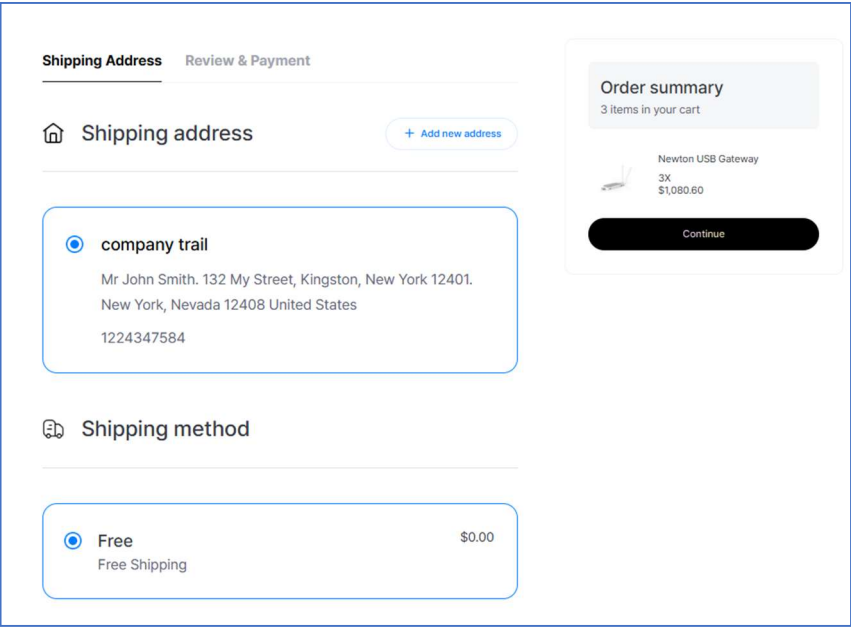 Shipping Address
Review & Payment
Shipping address
+ Add new address
company trail
Mr John Smith. 132 My Street, Kingston, New York 12401.
New York, Nevada 12408 United States
1224347584
Shipping method
Free
$0.00
Free Shipping
Order summary
3 items in your cart
Newton USB Gateway
3X
$1,080.60
Continue